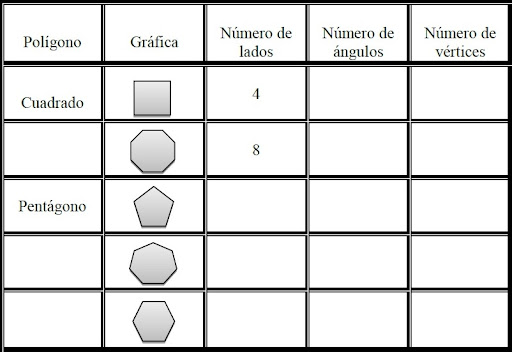 Polígono
Gráfica
Número de
lados
Número de
ángulos
Número de
vértices
Cuadrado
4
8
Pentágono